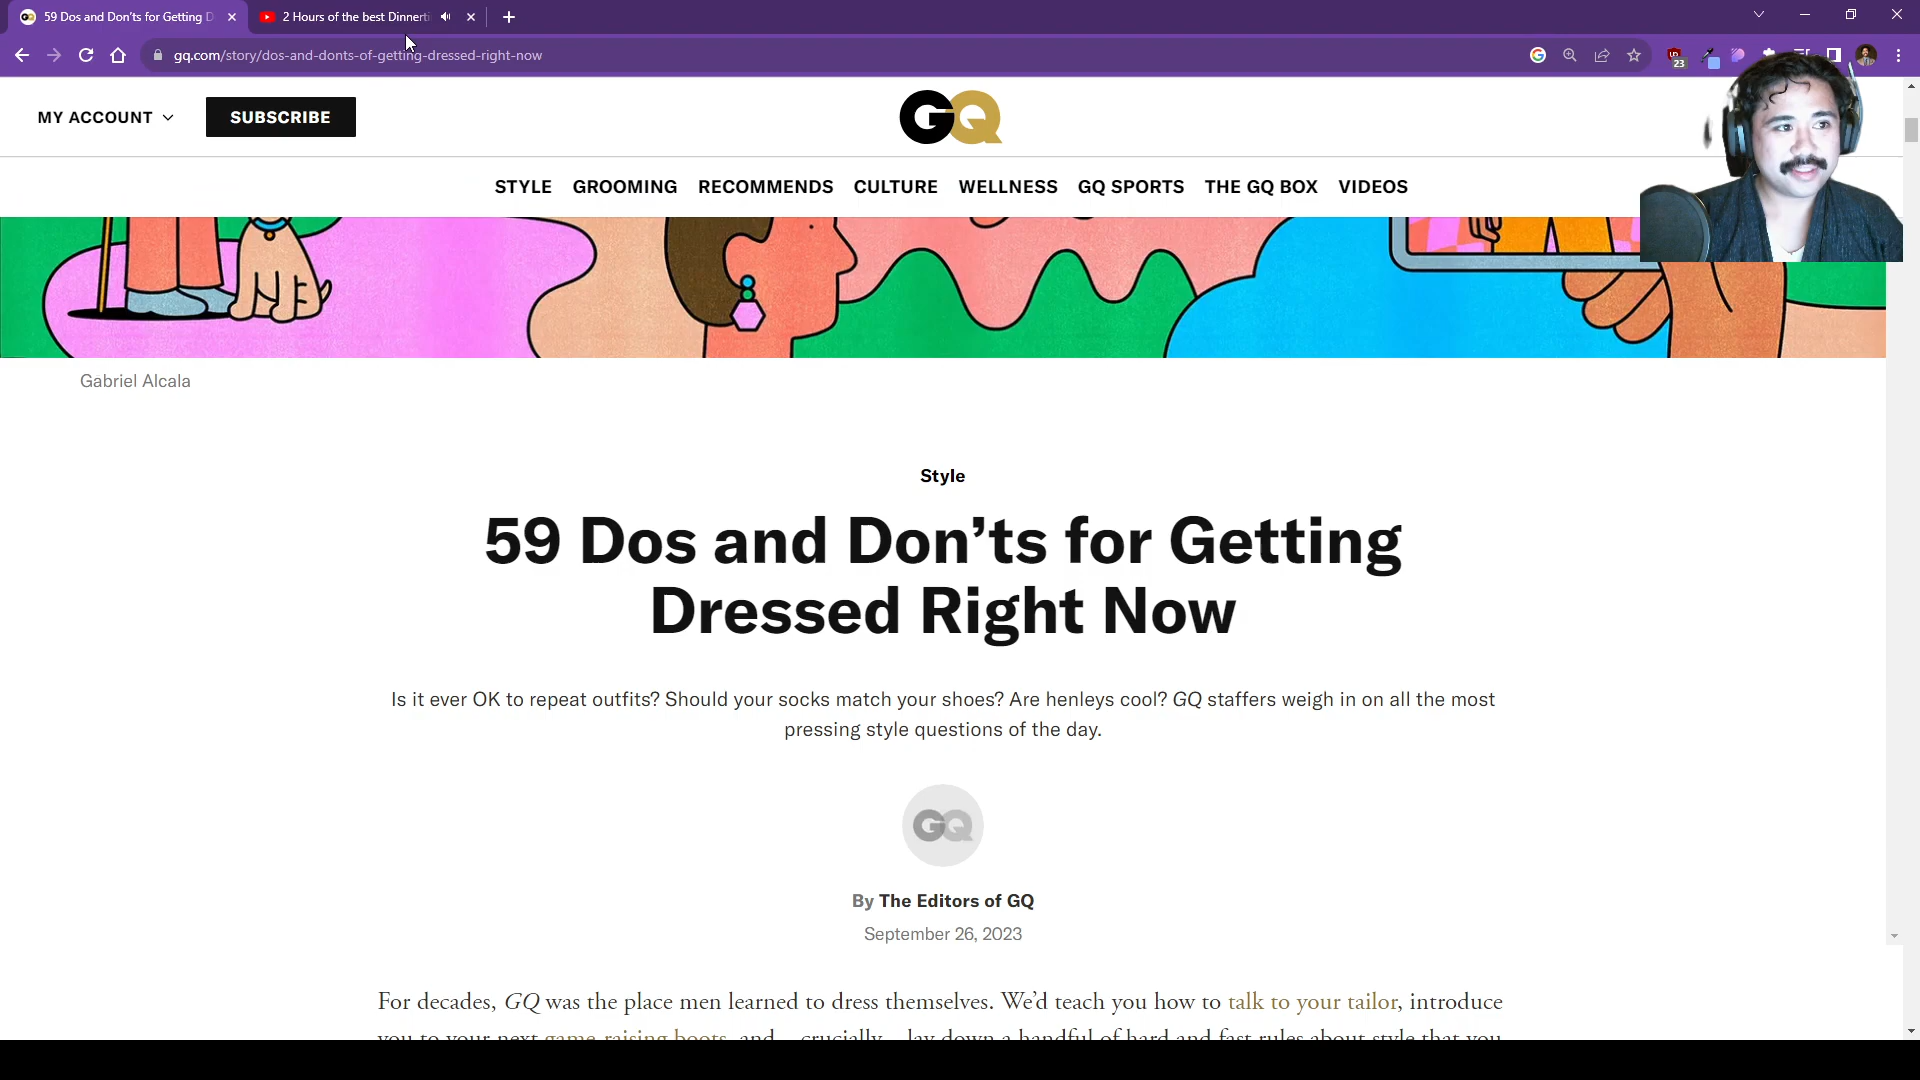 59 Dos and Don'ts for Getting D
2 Hours of the best Dinnerti
gq.com/story/dos-and-donts-of-getting-dressed-right-now
23
MY ACCOUNT
SUBSCRIBE
GQ
STYLE GROOMING RECOMMENDS CULTURE WELLNESS GQ SPORTS THE GQ BOX VIDEOS
Gabriel Alcala
Style
59 Dos and Don’ts for Getting
Dressed Right Now
Is it ever OK to repeat outfits? Should your socks match your shoes? Are henleys cool? GQ staffers weigh in on all the most
pressing style questions of the day.
GQ
By The Editors of GQ
September 26, 2023
For decades, GQ was the place men learned to dress themselves. We’d teach you how to talk to your tailor, introduce
you to your next game-raising boots, and—crucially—lay down a handful of hard and fast rules about style that you